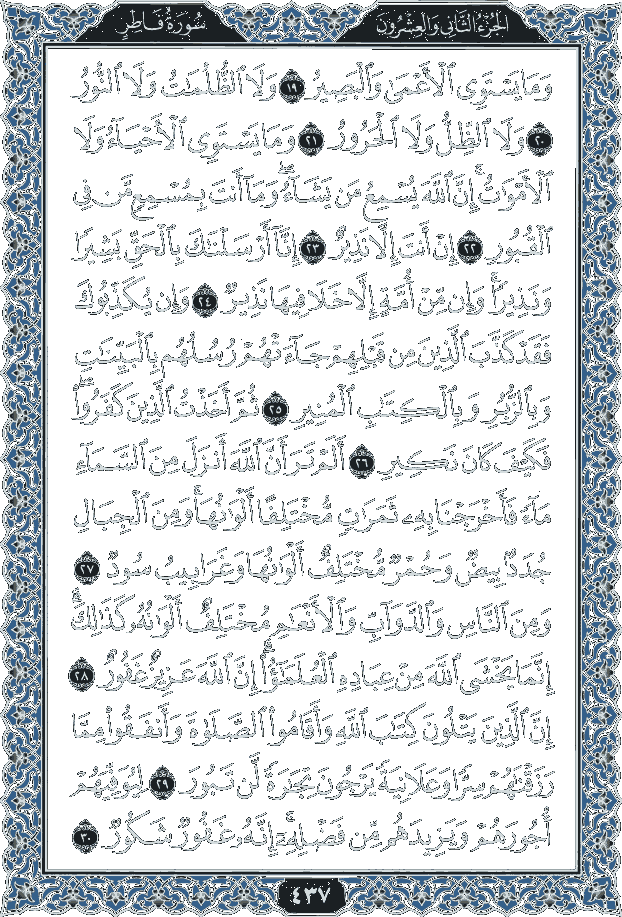 الجزء الثاني والعشرون
سورة فاطر
وَمَا يَسْتَوِي ٱلْأَعْمَىٰ وَٱلْبَصِيرُ ١٩ وَلَا ٱلظُّلُمَٰتُ وَلَا ٱلنُّورُ
٢٠ وَلَا ٱلظِّلُّ وَلَا ٱلْحَرُورُ ٢١ وَمَا يَسْتَوِي ٱلْأَحْيَآءُ وَلَا
ٱلْأَمْوَٰتُ ۚ إِنَّ ٱللَّهَ يُسْمِعُ مَن يَشَآءُ ۖ وَمَآ أَنتَ بِمُسْمِعٍ مَّن فِي
ٱلْقُبُورِ ٢٢ إِنْ أَنتَ إِلَّا نَذِيرٌ ٢٣ إِنَّآ أَرْسَلْنَٰكَ بِٱلْحَقِّ بَشِيرًا
وَنَذِيرًا ۚ وَإِن مِّنْ أُمَّةٍ إِلَّا خَلَا فِيهَا نَذِيرٌ ٢٤ وَإِن يُكَذِّبُوكَ
فَقَدْ كَذَّبَ ٱلَّذِينَ مِن قَبْلِهِمْ جَآءَتْهُمْ رُسُلُهُم بِٱلْبَيِّنَٰتِ
وَبِٱلزُّبُرِ وَبِٱلْكِتَٰبِ ٱلْمُنِيرِ ٢٥ ثُمَّ أَخَذْتُ ٱلَّذِينَ كَفَرُوا۟ ۖ
فَكَيْفَ كَانَ نَكِيرِ ٢٦ أَلَمْ تَرَ أَنَّ ٱللَّهَ أَنزَلَ مِنَ ٱلسَّمَآءِ
مَآءً فَأَخْرَجْنَا بِهِۦ ثَمَرَٰتٍ مُّخْتَلِفًا أَلْوَٰنُهَا ۚ وَمِنَ ٱلْجِبَالِ
جُدَدٌۢ بِيضٌ وَحُمْرٌ مُّخْتَلِفٌ أَلْوَٰنُهَا وَغَرَابِيبُ سُودٌ ٢٧
وَمِنَ ٱلنَّاسِ وَٱلدَّوَآبِّ وَٱلْأَنْعَٰمِ مُخْتَلِفٌ أَلْوَٰنُهُۥ كَذَٰلِكَ ۗ
إِنَّمَا يَخْشَى ٱللَّهَ مِنْ عِبَادِهِ ٱلْعُلَمَٰٓؤُا۟ ۗ إِنَّ ٱللَّهَ عَزِيزٌ غَفُورٌ ٢٨
إِنَّ ٱلَّذِينَ يَتْلُونَ كِتَٰبَ ٱللَّهِ وَأَقَامُوا۟ ٱلصَّلَوٰةَ وَأَنفَقُوا۟ مِمَّا
رَزَقْنَٰهُمْ سِرًّا وَعَلَانِيَةً يَرْجُونَ تِجَٰرَةً لَّن تَبُورَ ٢٩ لِيُوَفِّيَهُمْ
أُجُورَهُمْ وَيَزِيدَهُم مِّن فَضْلِهِۦٓ ۚ إِنَّهُۥ غَفُورٌ شَكُورٌ ٣٠
٤٣٧